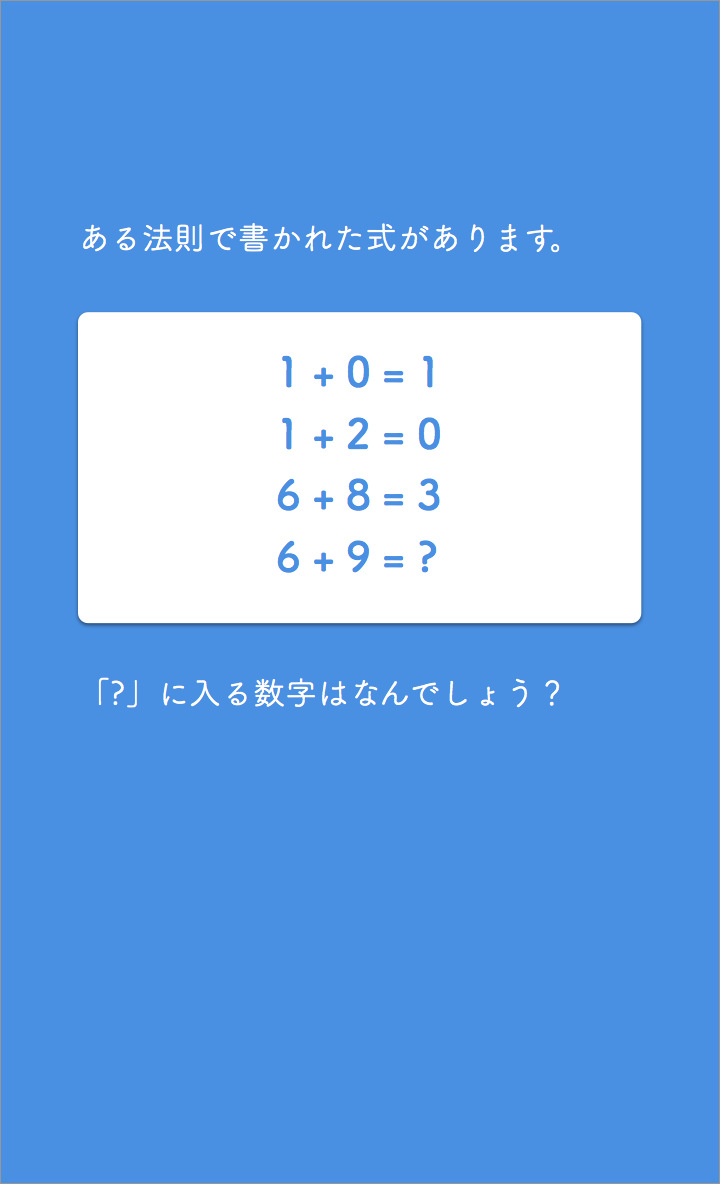 ある法則で書かれた式があります。
1 + 0 = 1
1 + 2 = 0
6 + 8 = 3
6 + 9 = ?
「?」に入る数字はなんでしょう？